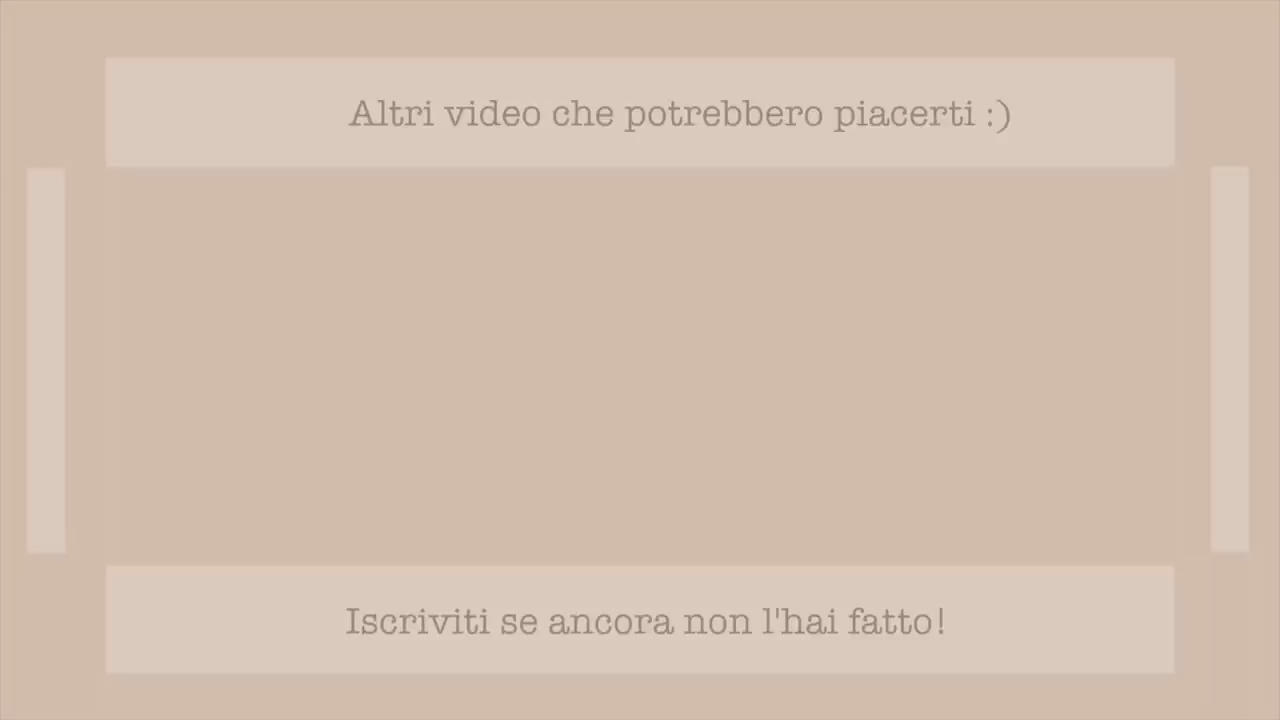 Altri video che potrebbero piacerti :)
Iscriviti se ancora non l'hai fatto!